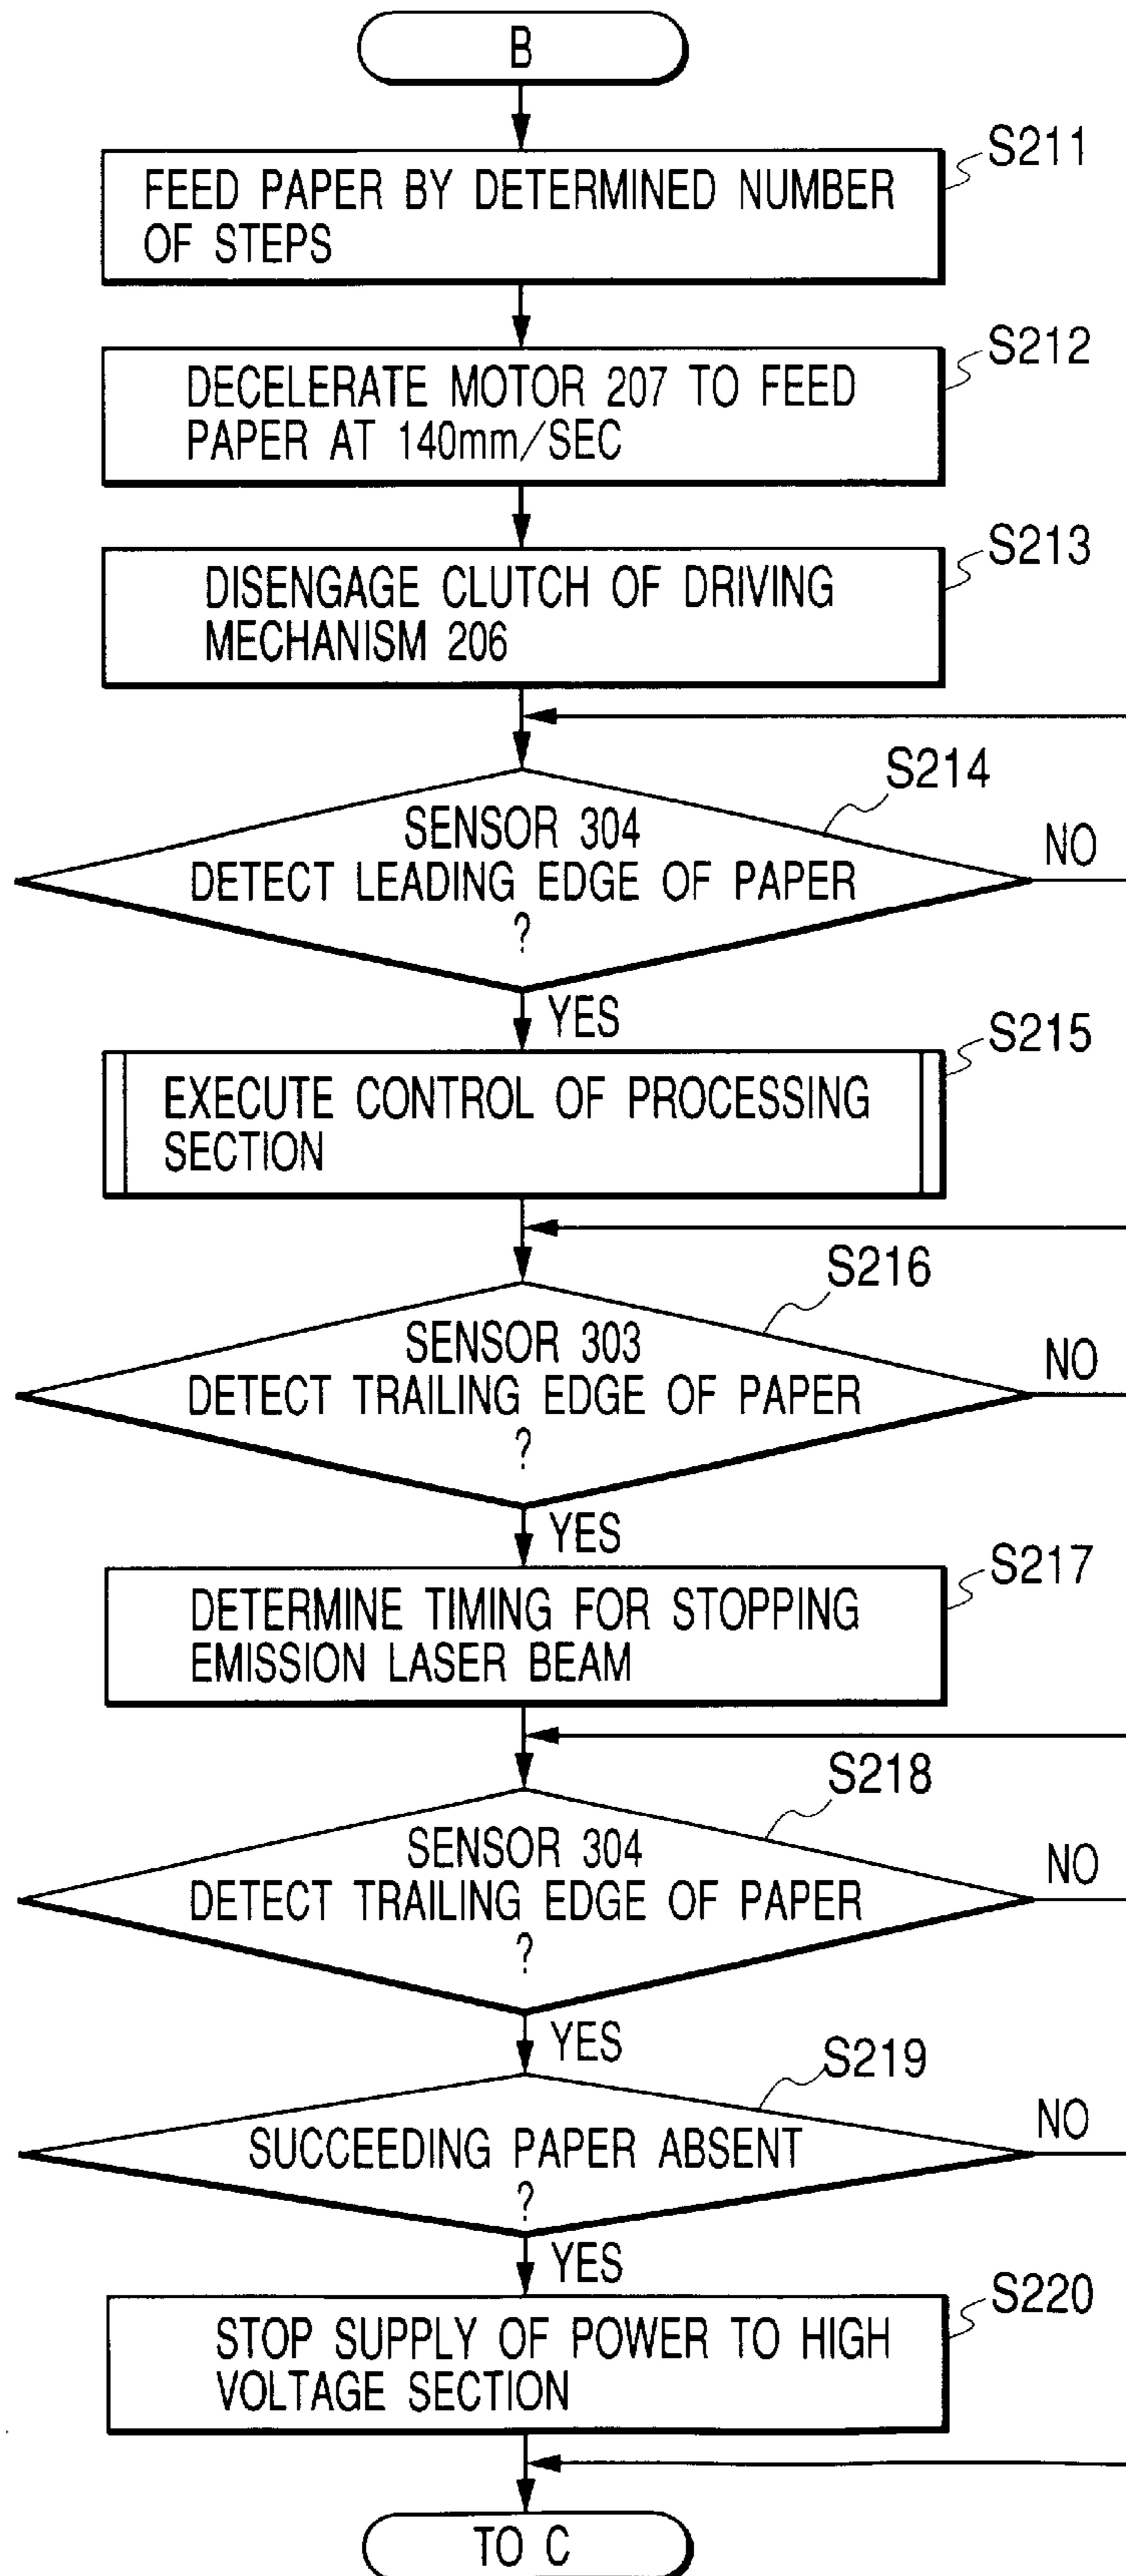 B
S211
FEED PAPER BY DETERMINED NUMBER
OF STEPS
S212
DECELERATE MOTOR 207 TO FEED
PAPER AT 140mm/SEC
S213
DISENGAGE CLUTCH OF DRIVING
MECHANISM 206
S214
SENSOR 304
DETECT LEADING EDGE OF PAPER
?
NO
YES
S215
EXECUTE CONTROL OF PROCESSING
SECTION
S216
SENSOR 303
DETECT TRAILING EDGE OF PAPER
?
NO
YES
S217
DETERMINE TIMING FOR STOPPING
EMISSION LASER BEAM
S218
SENSOR 304
DETECT TRAILING EDGE OF PAPER
?
NO
YES
S219
SUCCEEDING PAPER ABSENT
?
NO
YES
S220
STOP SUPPLY OF POWER TO HIGH
VOLTAGE SECTION
TO C